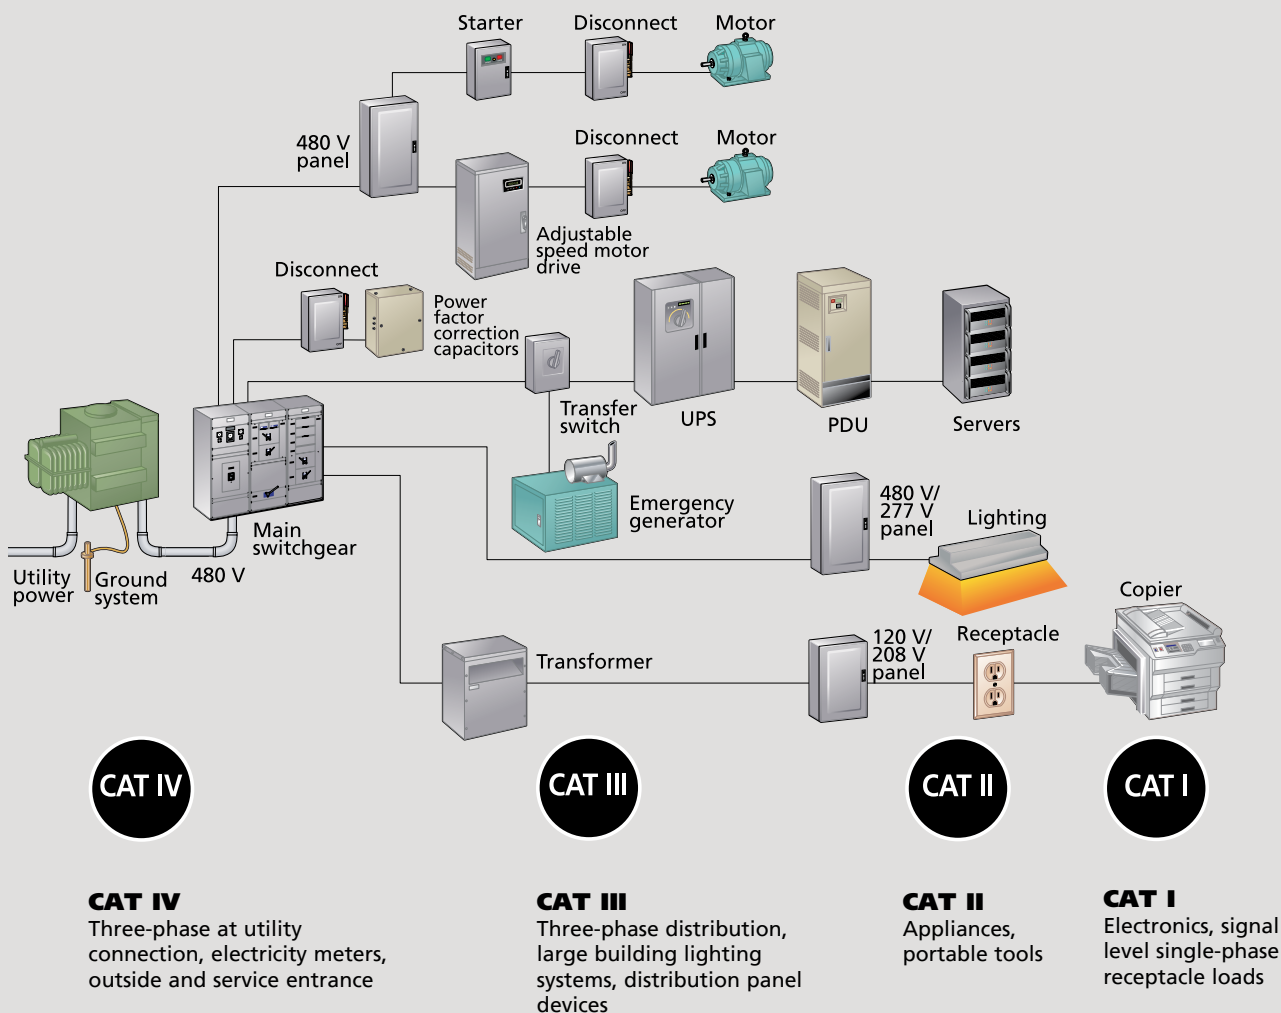 Starter
Disconnect
Motor
480 V
panel
Disconnect
Motor
Adjustable
speed motor
drive
Disconnect
Power
factor
correction
capacitors
Transfer
switch
UPS
PDU
Servers
Emergency
generator
480 V/
277 V
panel
Lighting
Main
switchgear
480 V
Utility
power
Ground
system
Transformer
120 V/
208 V
panel
Receptacle
Copier
CAT IV
CAT III
CAT II
CAT I
CAT IV
Three-phase at utility
connection, electricity meters,
outside and service entrance
CAT III
Three-phase distribution,
large building lighting
systems, distribution panel
devices
CAT II
Appliances,
portable tools
CAT I
Electronics, signal
level single-phase
receptacle loads